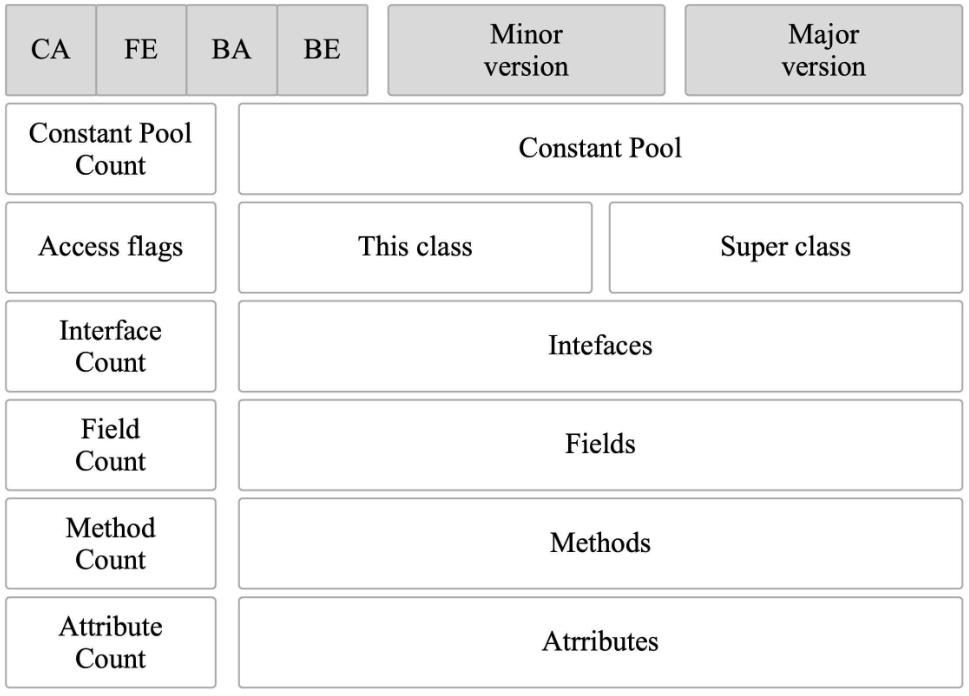 CA FE BA BE Minor version Major version
Constant Pool Count Constant Pool
Access flags This class Super class
Interface Count Intefaces
Field Count Fields
Method Count Methods
Attribute Count Atrributes